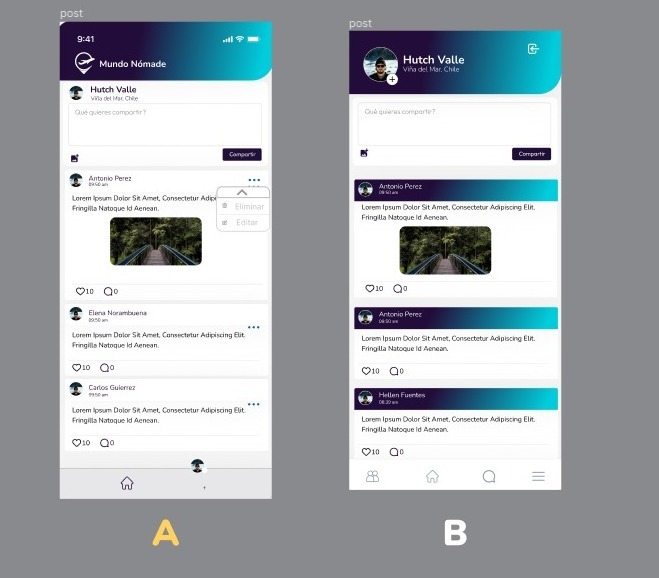 post
9:41
Mundo Nómade
Hutch Valle
Viña del Mar, Chile
Qué quieres compartir?
Compartir
Antonio Perez
09:50 am
Lorem Ipsum Dolor Sit Amet, Consectetur Adipi
Fringilla Natoque Id Aenean.
Eliminar
Editar
10 0
Elena Norambuena
09:50 am
Lorem Ipsum Dolor Sit Amet, Consectetur Adipiscing Elit.
Fringilla Natoque Id Aenean.
10 0
Carlos Guierrez
09:50 am
Lorem Ipsum Dolor Sit Amet, Consectetur Adipiscing Elit.
Fringilla Natoque Id Aenean.
10 0
A
post
Hutch Valle
Viña del Mar, Chile
Qué quieres compartir?
Compartir
Antonio Perez
09:50 am
Lorem Ipsum Dolor Sit Amet, Consectetur Adipiscing Elit.
Fringilla Natoque Id Aenean.
10 0
Antonio Perez
08:50 am
Lorem Ipsum Dolor Sit Amet, Consectetur Adipiscing Elit.
Fringilla Natoque Id Aenean.
10 0
Hellen Fuentes
08:39 am
Lorem Ipsum Dolor Sit Amet, Consectetur Adipiscing Elit.
Fringilla Natoque Id Aenean.
10 0
B